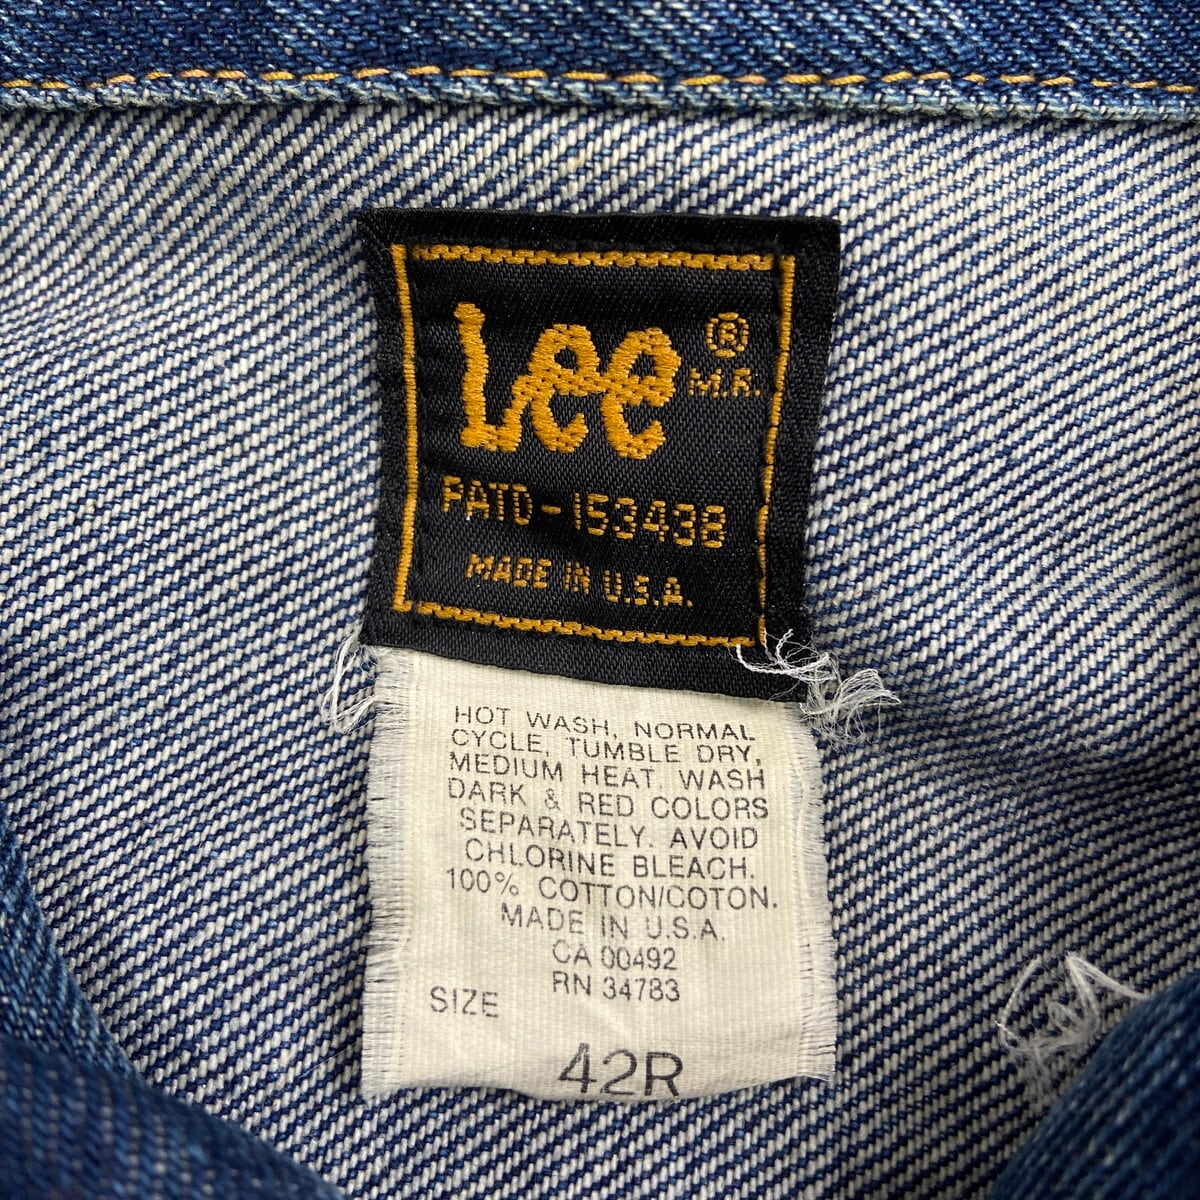 Lee ®
M.R.
PATD-153438
MADE IN U.S.A.
HOT WASH, NORMAL
CYCLE, TUMBLE DRY,
MEDIUM HEAT. WASH
DARK & RED COLORS
SEPARATELY. AVOID
CHLORINE BLEACH.
100% COTTON/COTON.
MADE IN U.S.A.
CA 00492
RN 34783
SIZE
42R